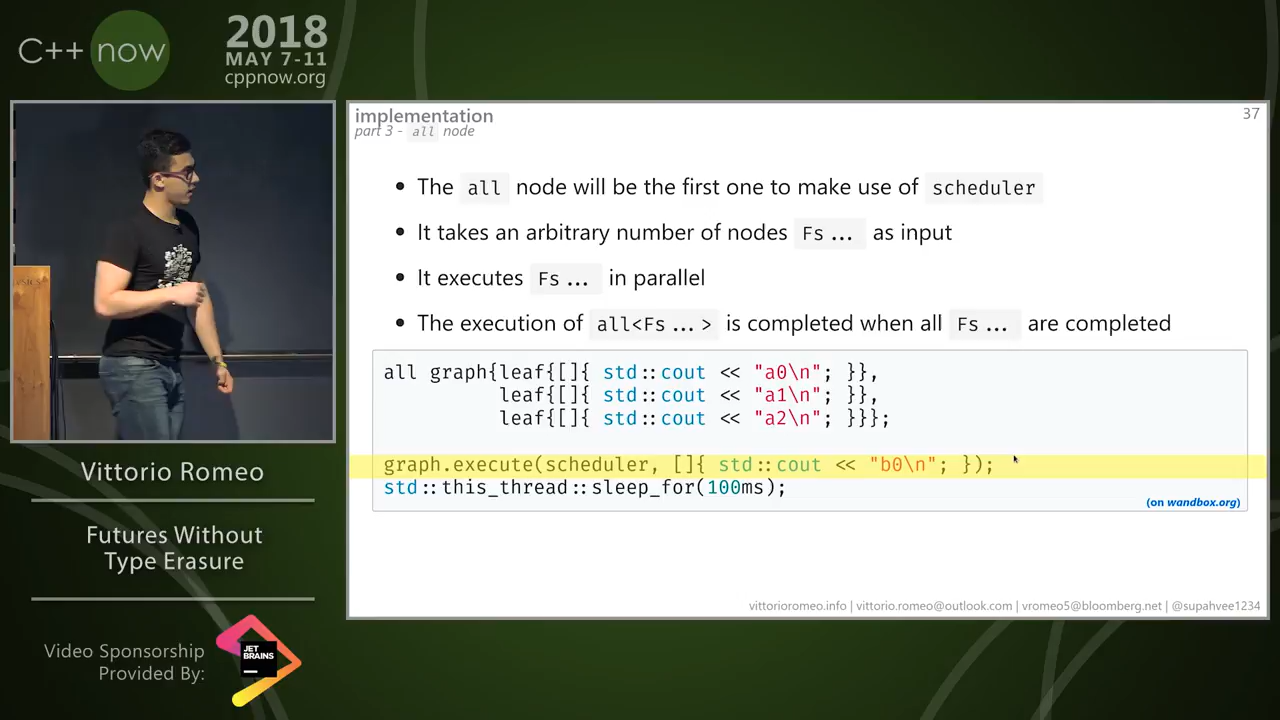 C++ now
2018
MAY 7-11
cppnow.org
implementation
part 3 - all node
37
• The all node will be the first one to make use of scheduler
• It takes an arbitrary number of nodes Fs... as input
• It executes Fs... in parallel
• The execution of all<Fs...> is completed when all Fs... are completed
all graph{leaf{[]{ std::cout << "a0\n"; }},
leaf{[]{ std::cout << "a1\n"; }},
leaf{[]{ std::cout << "a2\n"; }}};
graph.execute(scheduler, []{ std::cout << "b0\n"; });
std::this_thread::sleep_for(100ms);
(on wandbox.org)
vittorioromeo.info | vittorio.romeo@outlook.com | vromeo5@bloomberg.net | @supahvee1234
Vittorio Romeo
Futures Without
Type Erasure
Video Sponsorship
Provided By:
JET
BRAINS